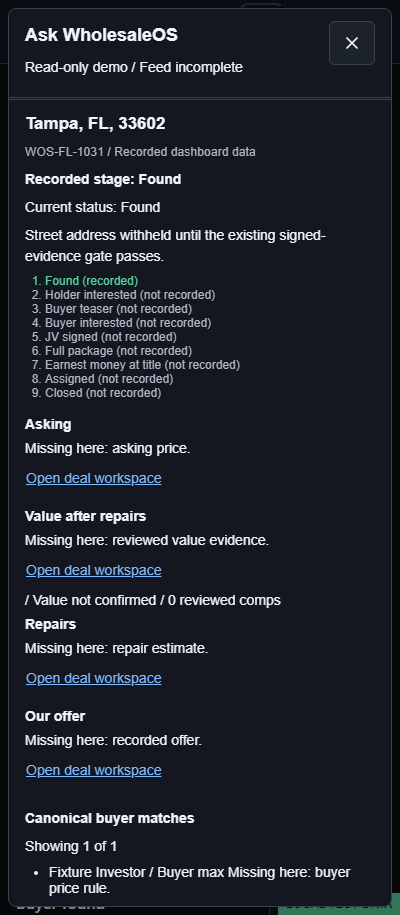 Ask WholesaleOS
Read-only demo / Feed incomplete
Tampa, FL, 33602
WOS-FL-1031 / Recorded dashboard data
Recorded stage: Found
Current status: Found
Street address withheld until the existing signed-
evidence gate passes.
1. Found (recorded)
2. Holder interested (not recorded)
3. Buyer teaser (not recorded)
4. Buyer interested (not recorded)
5. JV signed (not recorded)
6. Full package (not recorded)
7. Earnest money at title (not recorded)
8. Assigned (not recorded)
9. Closed (not recorded)
Asking
Missing here: asking price.
Open deal workspace
Value after repairs
Missing here: reviewed value evidence.
Open deal workspace
/ Value not confirmed / 0 reviewed comps
Repairs
Missing here: repair estimate.
Open deal workspace
Our offer
Missing here: recorded offer.
Open deal workspace
Canonical buyer matches
Showing 1 of 1
• Fixture Investor / Buyer max Missing here: buyer
price rule.